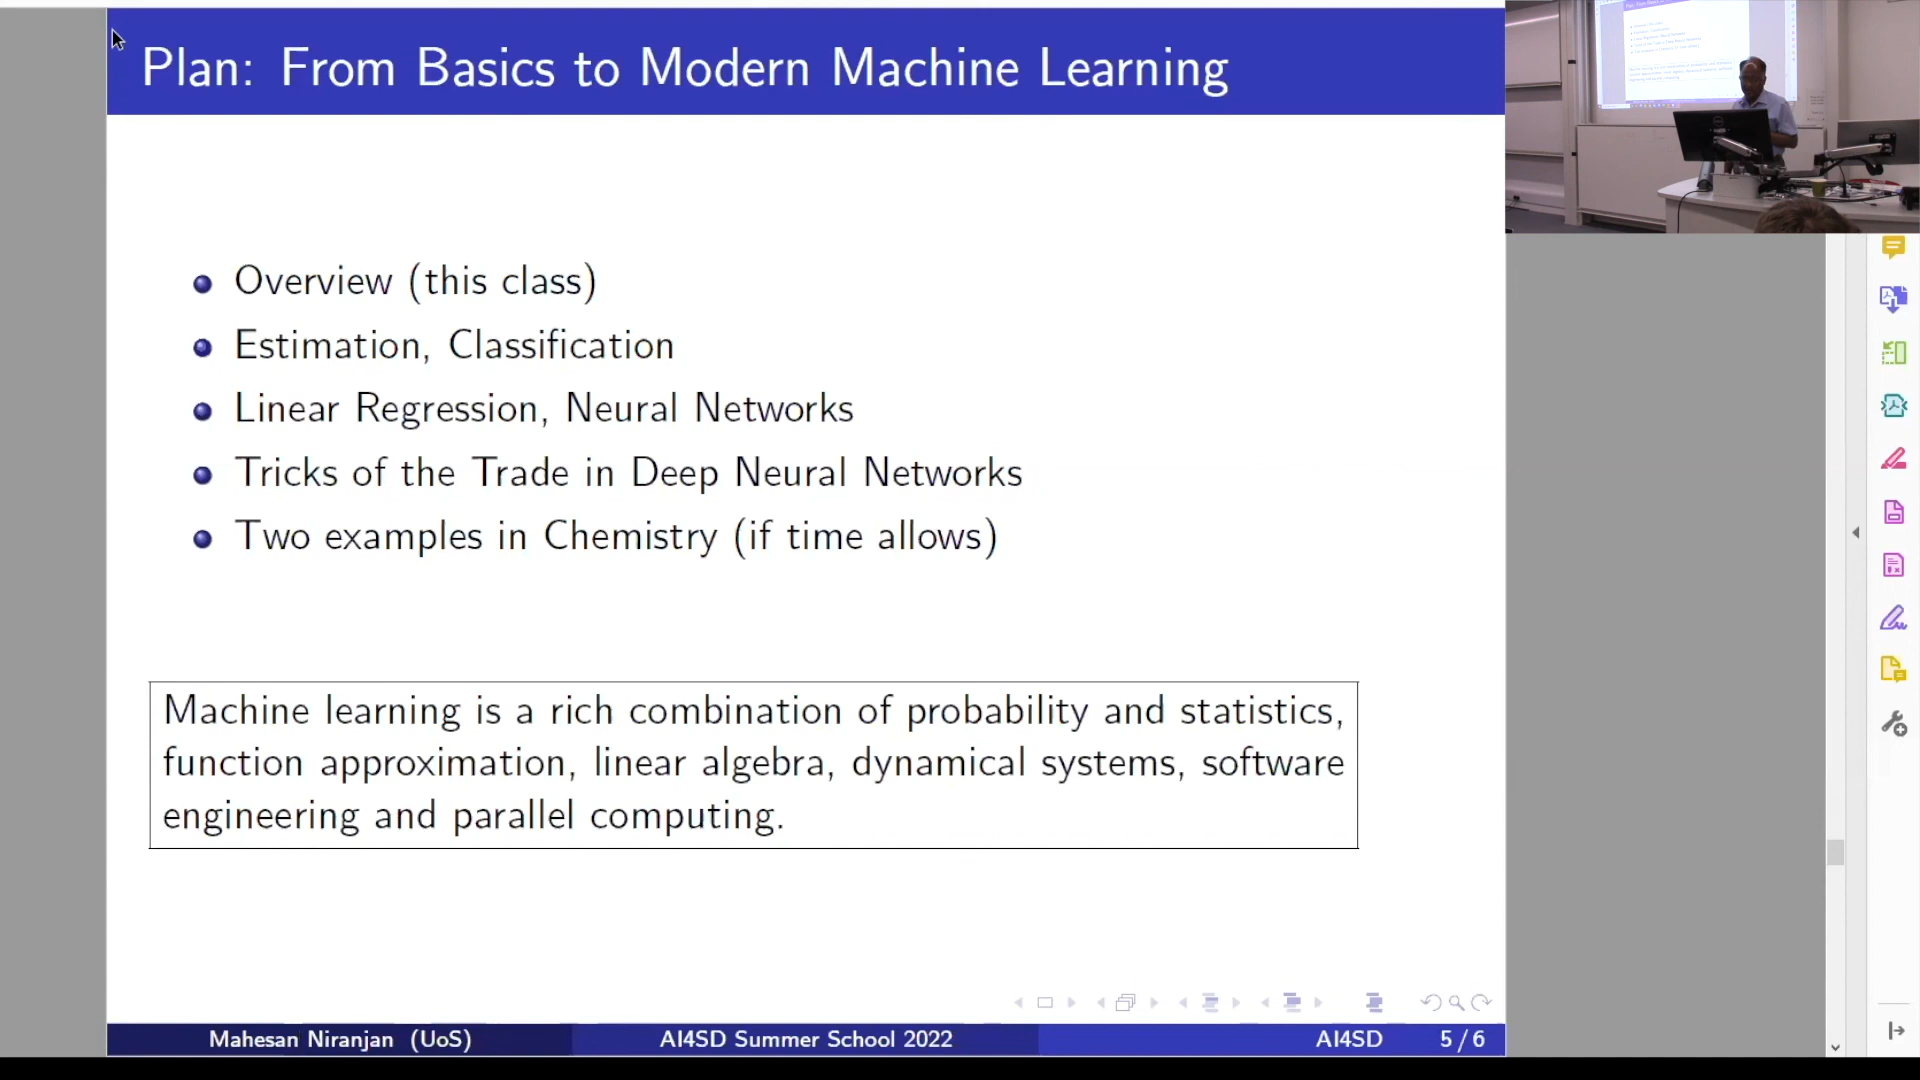 Plan: From Basics to Modern Machine Learning
Overview (this class)
Estimation, Classification
Linear Regression, Neural Networks
Tricks of the Trade in Deep Neural Networks
Two examples in Chemistry (if time allows)
Machine learning is a rich combination of probability and statistics,
function approximation, linear algebra, dynamical systems, software
engineering and parallel computing.
Mahesan Niranjan (UoS)
AI4SD Summer School 2022
AI4SD
5 / 6